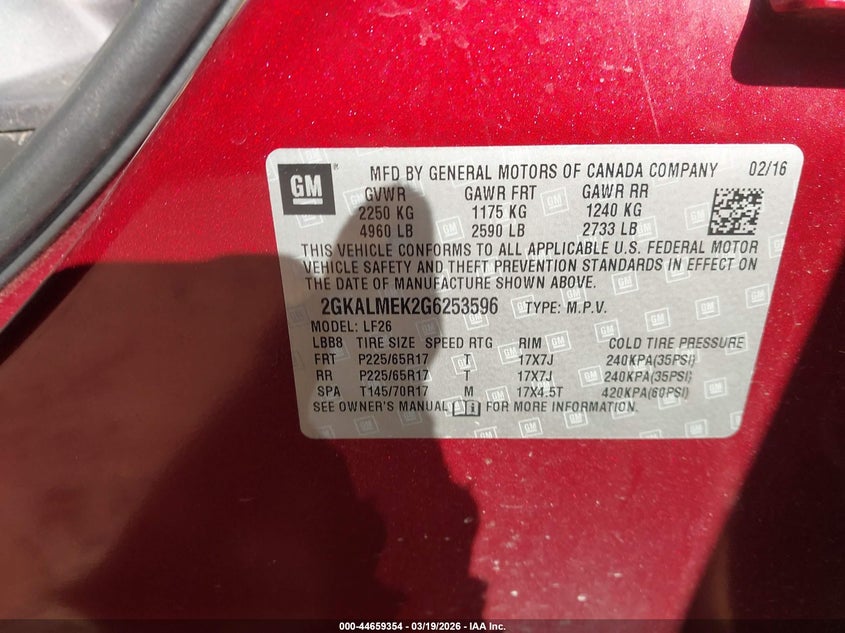 GM ® MFD BY GENERAL MOTORS OF CANADA COMPANY 02/16
GVWR GAWR FRT GAWR RR
2250 KG 1175 KG 1240 KG
4960 LB 2590 LB 2733 LB
THIS VEHICLE CONFORMS TO ALL APPLICABLE U.S. FEDERAL MOTOR
VEHICLE SAFETY AND THEFT PREVENTION STANDARDS IN EFFECT ON
THE DATE OF MANUFACTURE SHOWN ABOVE.
2GKALMEK2G6253596 TYPE: M.P.V.
MODEL: LF26
LBB8 TIRE SIZE SPEED RTG RIM COLD TIRE PRESSURE
FRT P225/65R17 T 17X7J 240KPA(35PSI)
RR P225/65R17 T 17X7J 240KPA(35PSI)
SPA T145/70R17 M 17X4.5T 420KPA(60PSI)
SEE OWNER'S MANUAL FOR MORE INFORMATION.
000-44659354 | 03/19/2026 | IAA Inc.